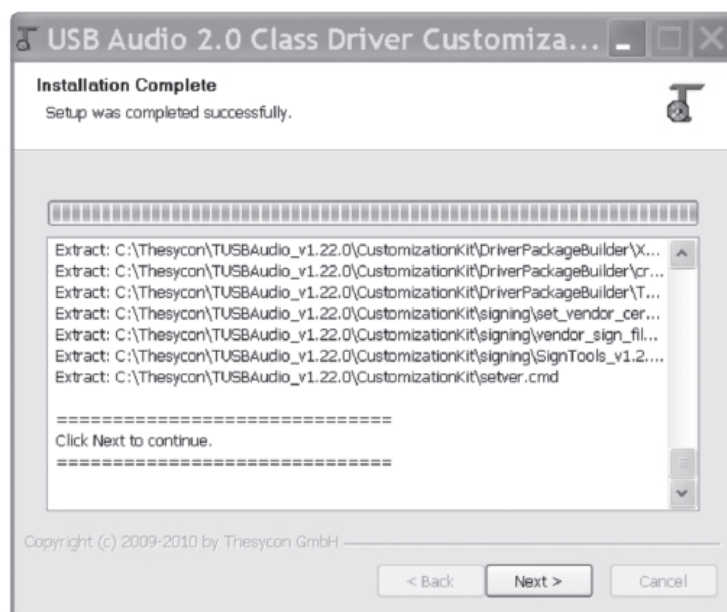 USB Audio 2.0 Class Driver Customiza...
Installation Complete
Setup was completed successfully.
Extract: C:\Thesycon\TUSBAudio_v1.22.0\CustomizationKit\DriverPackageBuilder\X...
Extract: C:\Thesycon\TUSBAudio_v1.22.0\CustomizationKit\DriverPackageBuilder\cr...
Extract: C:\Thesycon\TUSBAudio_v1.22.0\CustomizationKit\DriverPackageBuilder\T...
Extract: C:\Thesycon\TUSBAudio_v1.22.0\CustomizationKit\signing\set_vendor_cer...
Extract: C:\Thesycon\TUSBAudio_v1.22.0\CustomizationKit\signing\vendor_sign_fil...
Extract: C:\Thesycon\TUSBAudio_v1.22.0\CustomizationKit\signing\SignTools_v1.2....
Extract: C:\Thesycon\TUSBAudio_v1.22.0\CustomizationKit\setver.cmd
==============================
Click Next to continue.
==============================
Copyright (c) 2009-2010 by Thesycon GmbH
< Back Next > Cancel